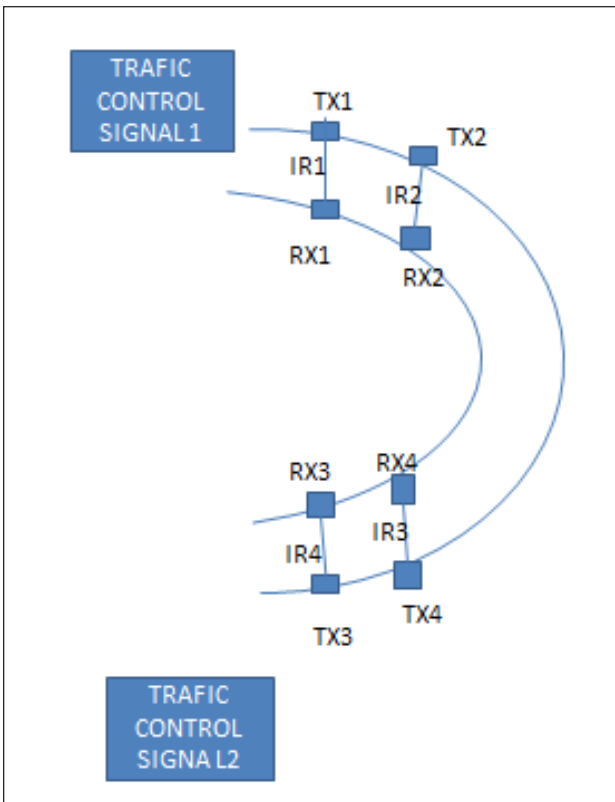 TRAFIC
CONTROL
SIGNAL 1
TX1
TX2
IR1
IR2
RX1
RX2
RX3
RX4
IR4
IR3
TX3
TX4
TRAFIC
CONTROL
SIGNA L2